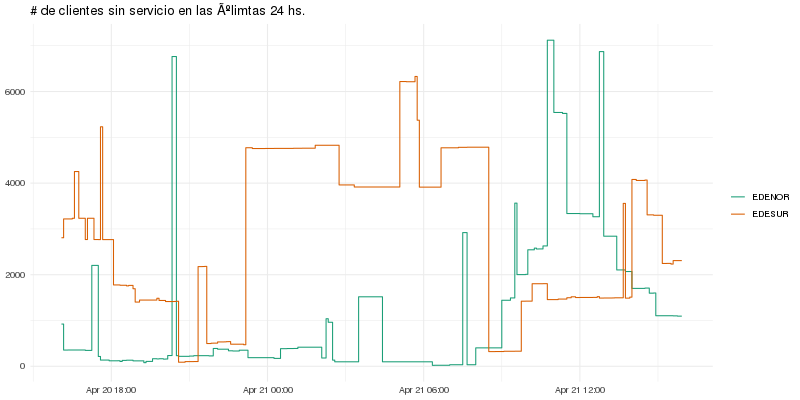 # de clientes sin servicio en las Ãºlimtas 24 hs.
6000
4000
2000
0
Apr 20 18:00
Apr 21 00:00
Apr 21 06:00
Apr 21 12:00
EDENOR
EDESUR